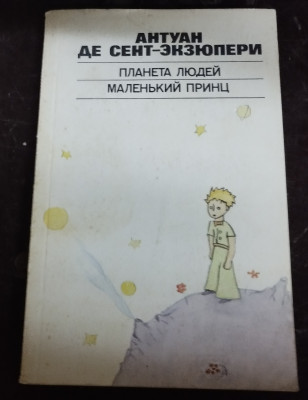 АНТУАН
ДЕ СЕНТ-ЭКЗЮПЕРИ
ПЛАНЕТА ЛЮДЕЙ
МАЛЕНЬКИЙ ПРИНЦ